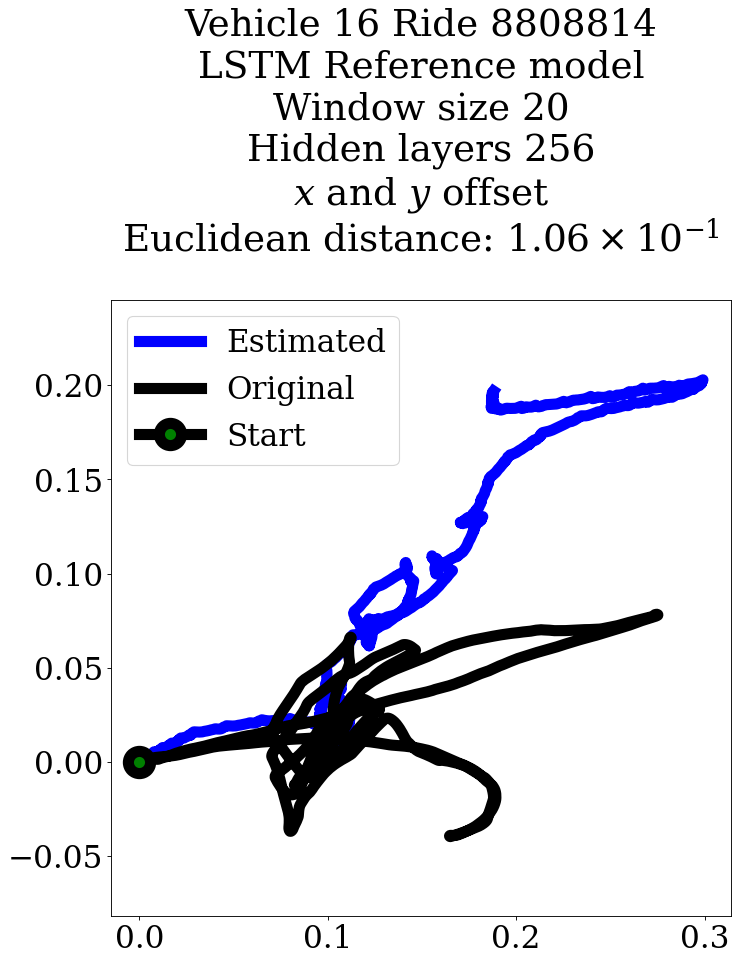 Vehicle 16 Ride 8808814
LSTM Reference model
Window size 20
Hidden layers 256
x and y offset
Euclidean distance: 1.06 × 10⁻¹
Estimated
Original
Start
0.20
0.15
0.10
0.05
0.00
−0.05
0.0 0.1 0.2 0.3